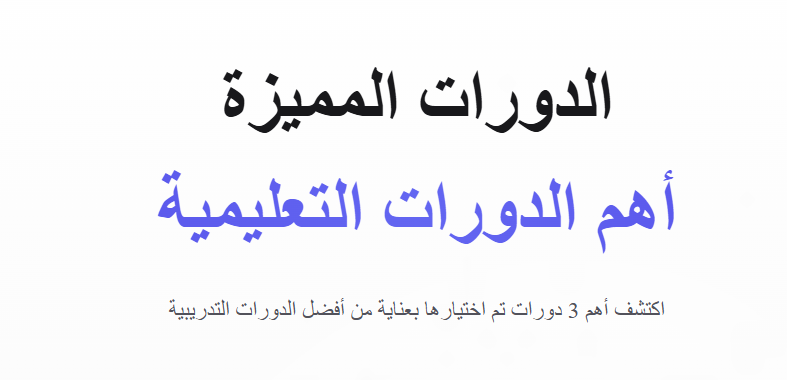 الدورات المميزة
أهم الدورات التعليمية
اكتشف أهم 3 دورات تم اختيارها بعناية من أفضل الدورات التدريبية